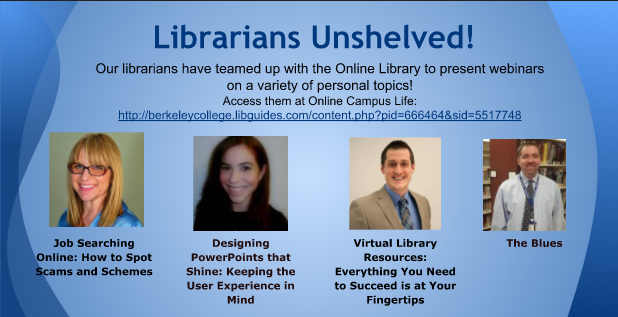 Librarians Unshelved!
Our librarians have teamed up with the Online Library to present webinars
on a variety of personal topics!
Access them at Online Campus Life:
http://berkeleycollege.libguides.com/content.php?pid=666464&sid=5517748
Job Searching
Online: How to Spot
Scams and Schemes
Designing
PowerPoints that
Shine: Keeping the
User Experience in
Mind
Virtual Library
Resources:
Everything You Need
to Succeed is at Your
Fingertips
The Blues